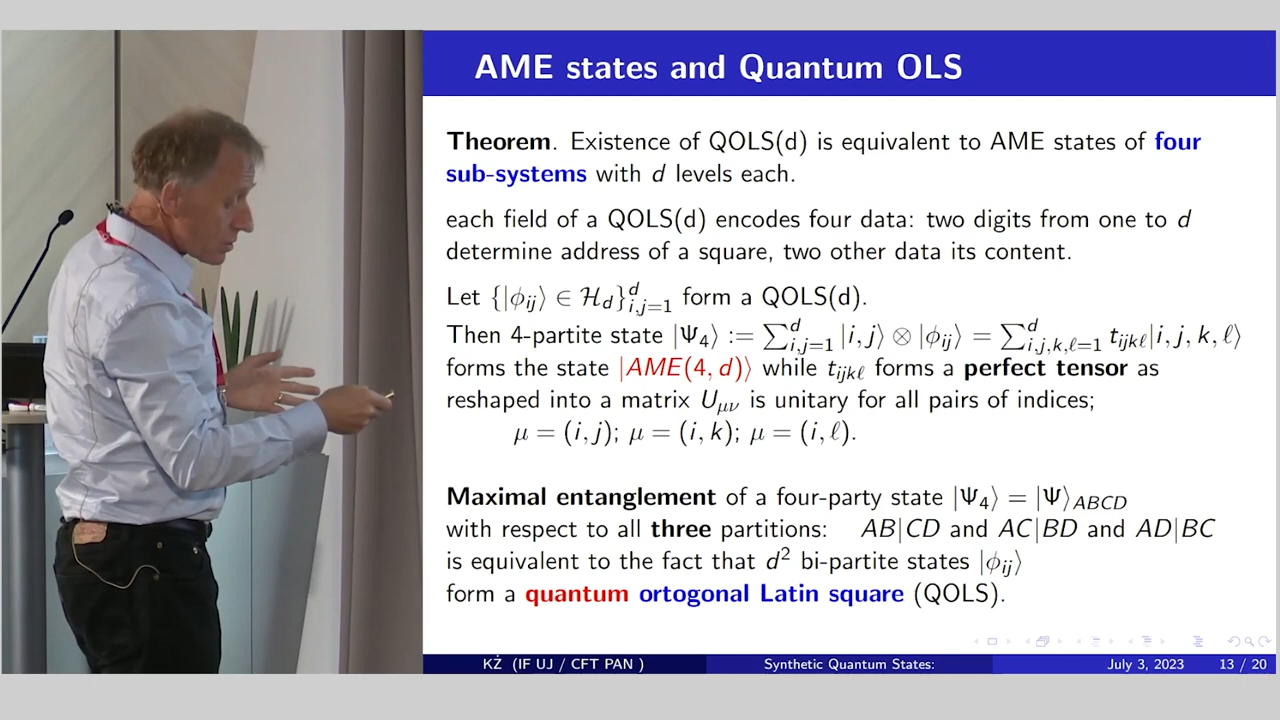 AME states and Quantum OLS
Theorem. Existence of QOLS(d) is equivalent to AME states of four
sub-systems with d levels each.
each field of a QOLS(d) encodes four data: two digits from one to d
determine address of a square, two other data its content.
Let {|ϕᵢⱼ⟩ ∈ ℋ_d}ᵈᵢ,ⱼ₌₁ form a QOLS(d).
Then 4-partite state |Ψ₄⟩ := ∑ᵈᵢ,ⱼ₌₁ |i, j⟩ ⊗ |ϕᵢⱼ⟩ = ∑ᵈᵢ,ⱼ,ₖ,ℓ₌₁ tᵢⱼₖℓ|i, j, k, ℓ⟩
forms the state |AME(4, d)⟩ while tᵢⱼₖℓ forms a perfect tensor as
reshaped into a matrix U_μν is unitary for all pairs of indices;
μ = (i, j); μ = (i, k); μ = (i, ℓ).
Maximal entanglement of a four-party state |Ψ₄⟩ = |Ψ⟩_ABCD
with respect to all three partitions: AB|CD and AC|BD and AD|BC
is equivalent to the fact that d² bi-partite states |ϕᵢⱼ⟩
form a quantum ortogonal Latin square (QOLS).
KŻ (IF UJ / CFT PAN ) Synthetic Quantum States: July 3, 2023 13 / 20